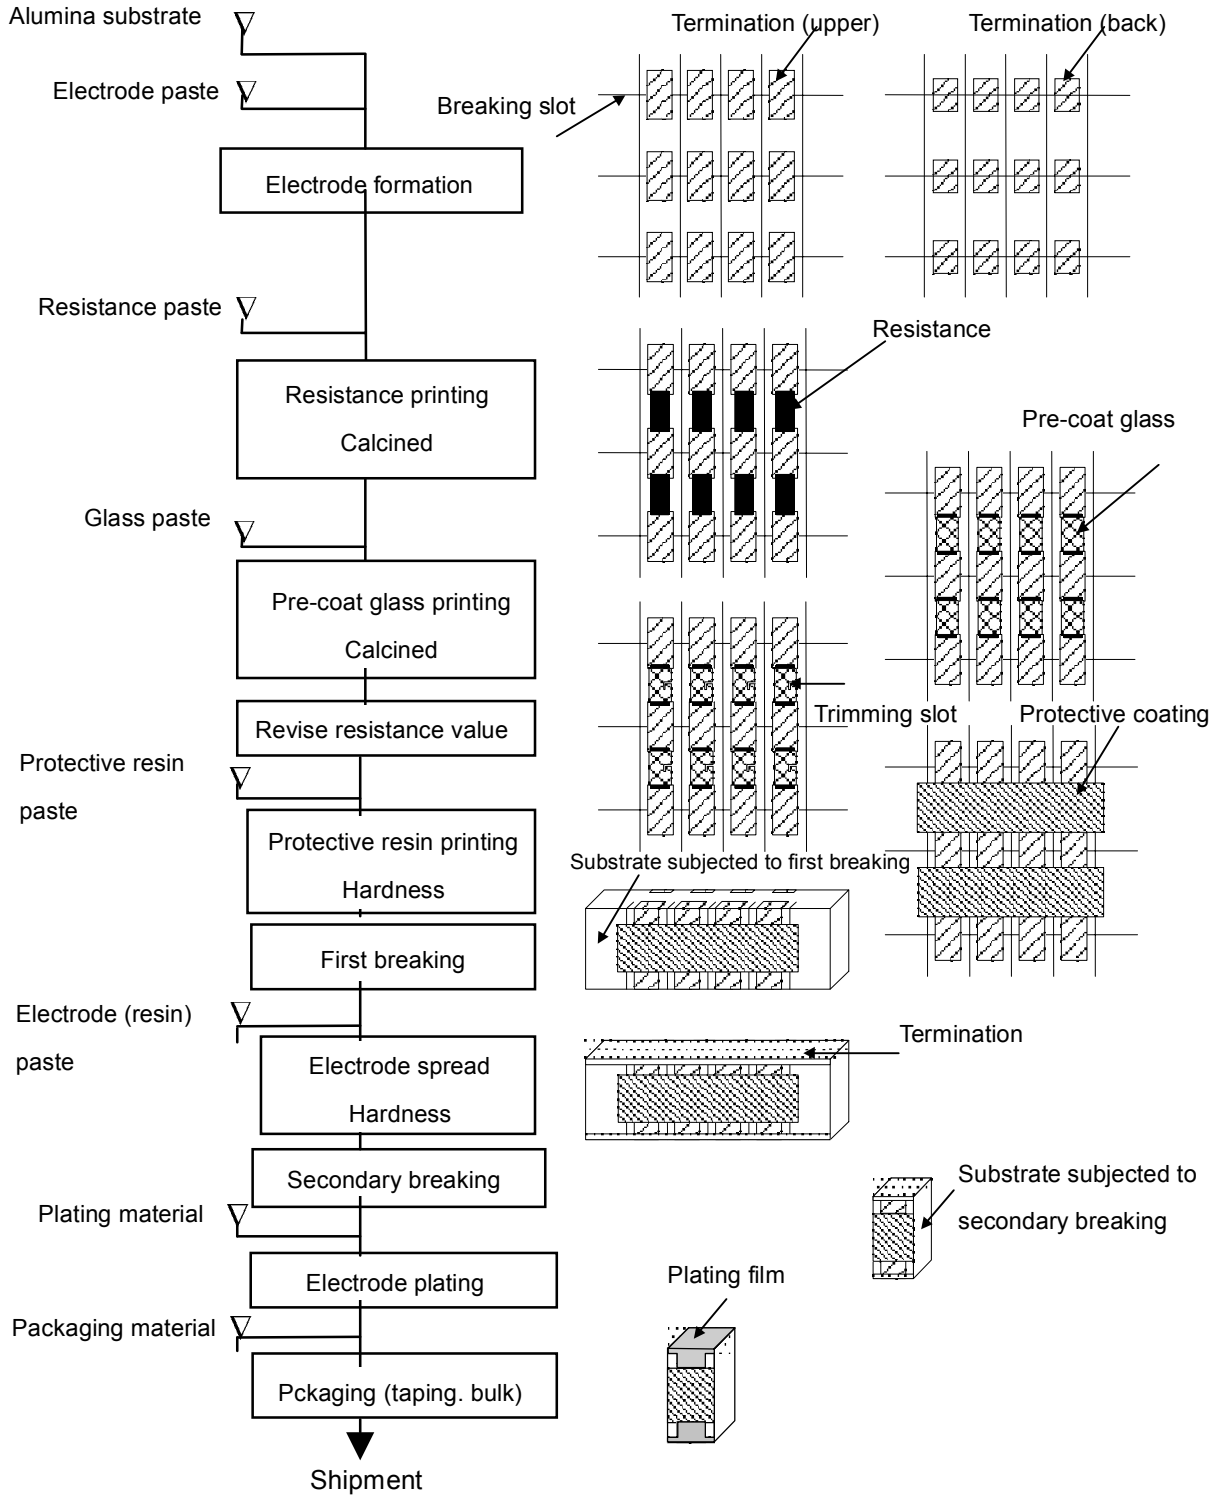 Alumina substrate
Electrode paste
Electrode formation
Resistance paste
Resistance printing
Calcined
Glass paste
Pre-coat glass printing
Calcined
Revise resistance value
Protective resin
paste
Protective resin printing
Hardness
First breaking
Electrode (resin)
paste
Electrode spread
Hardness
Secondary breaking
Plating material
Electrode plating
Packaging material
Pckaging (taping. bulk)
Shipment
Termination (upper)
Termination (back)
Breaking slot
Resistance
Pre-coat glass
Trimming slot
Protective coating
Substrate subjected to first breaking
Termination
Substrate subjected to
secondary breaking
Plating film